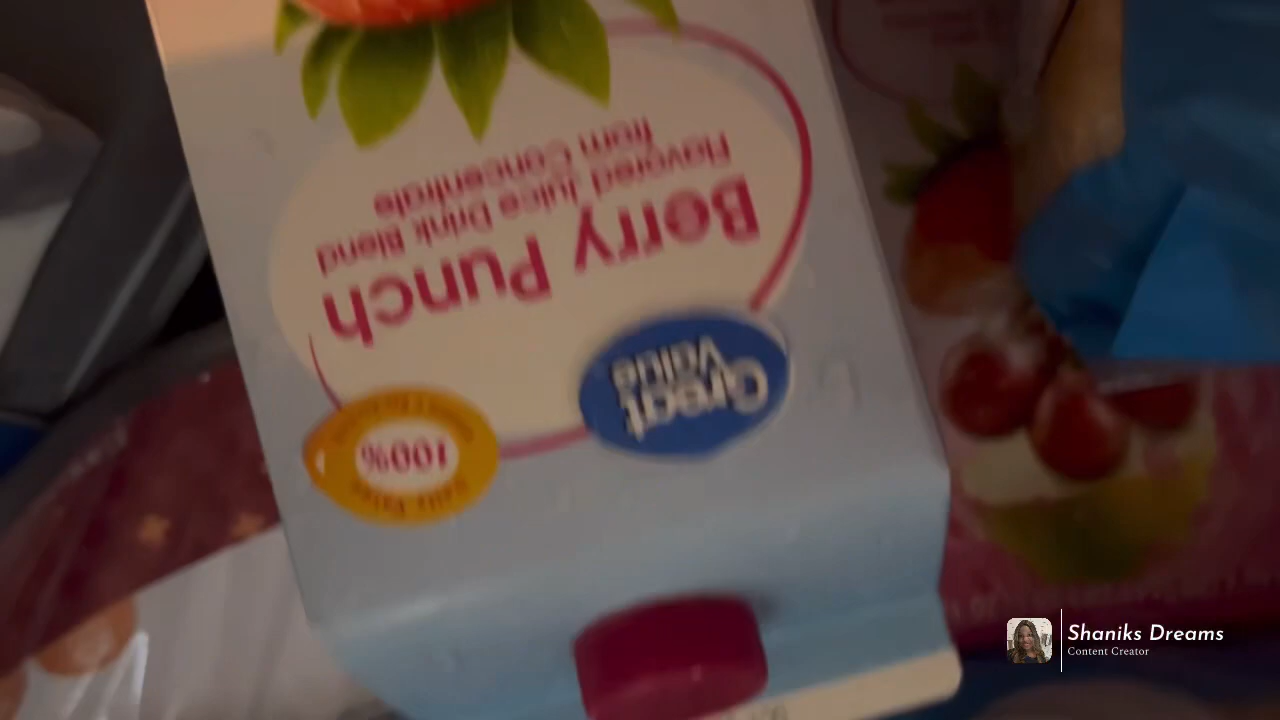 Great
Value
100%
Berry Punch
Flavored Juice Drink Blend
from Concentrate
Shaniks Dreams
Content Creator